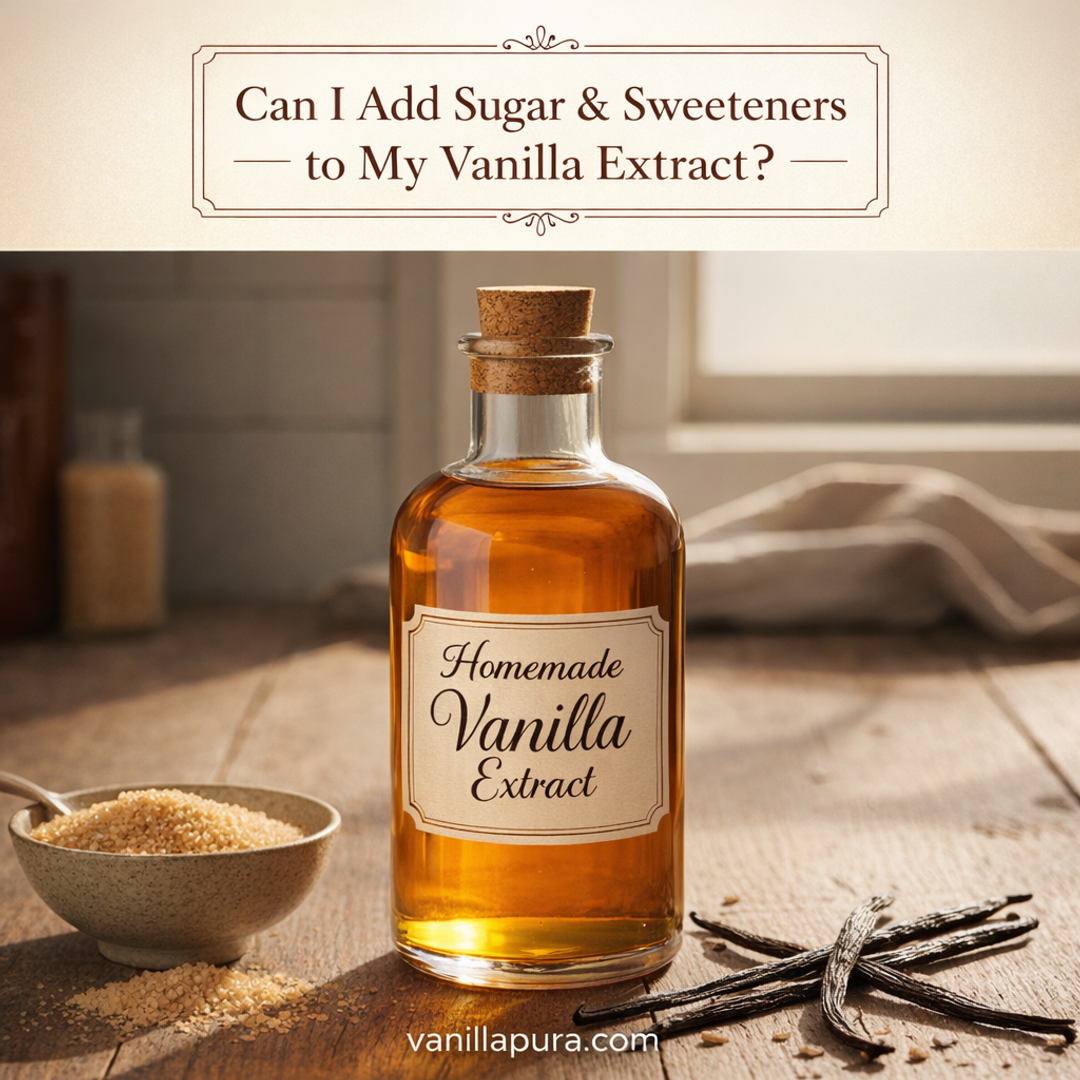 Can I Add Sugar & Sweeteners
to My Vanilla Extract?
Homemade
Vanilla
Extract
vanillapura.com